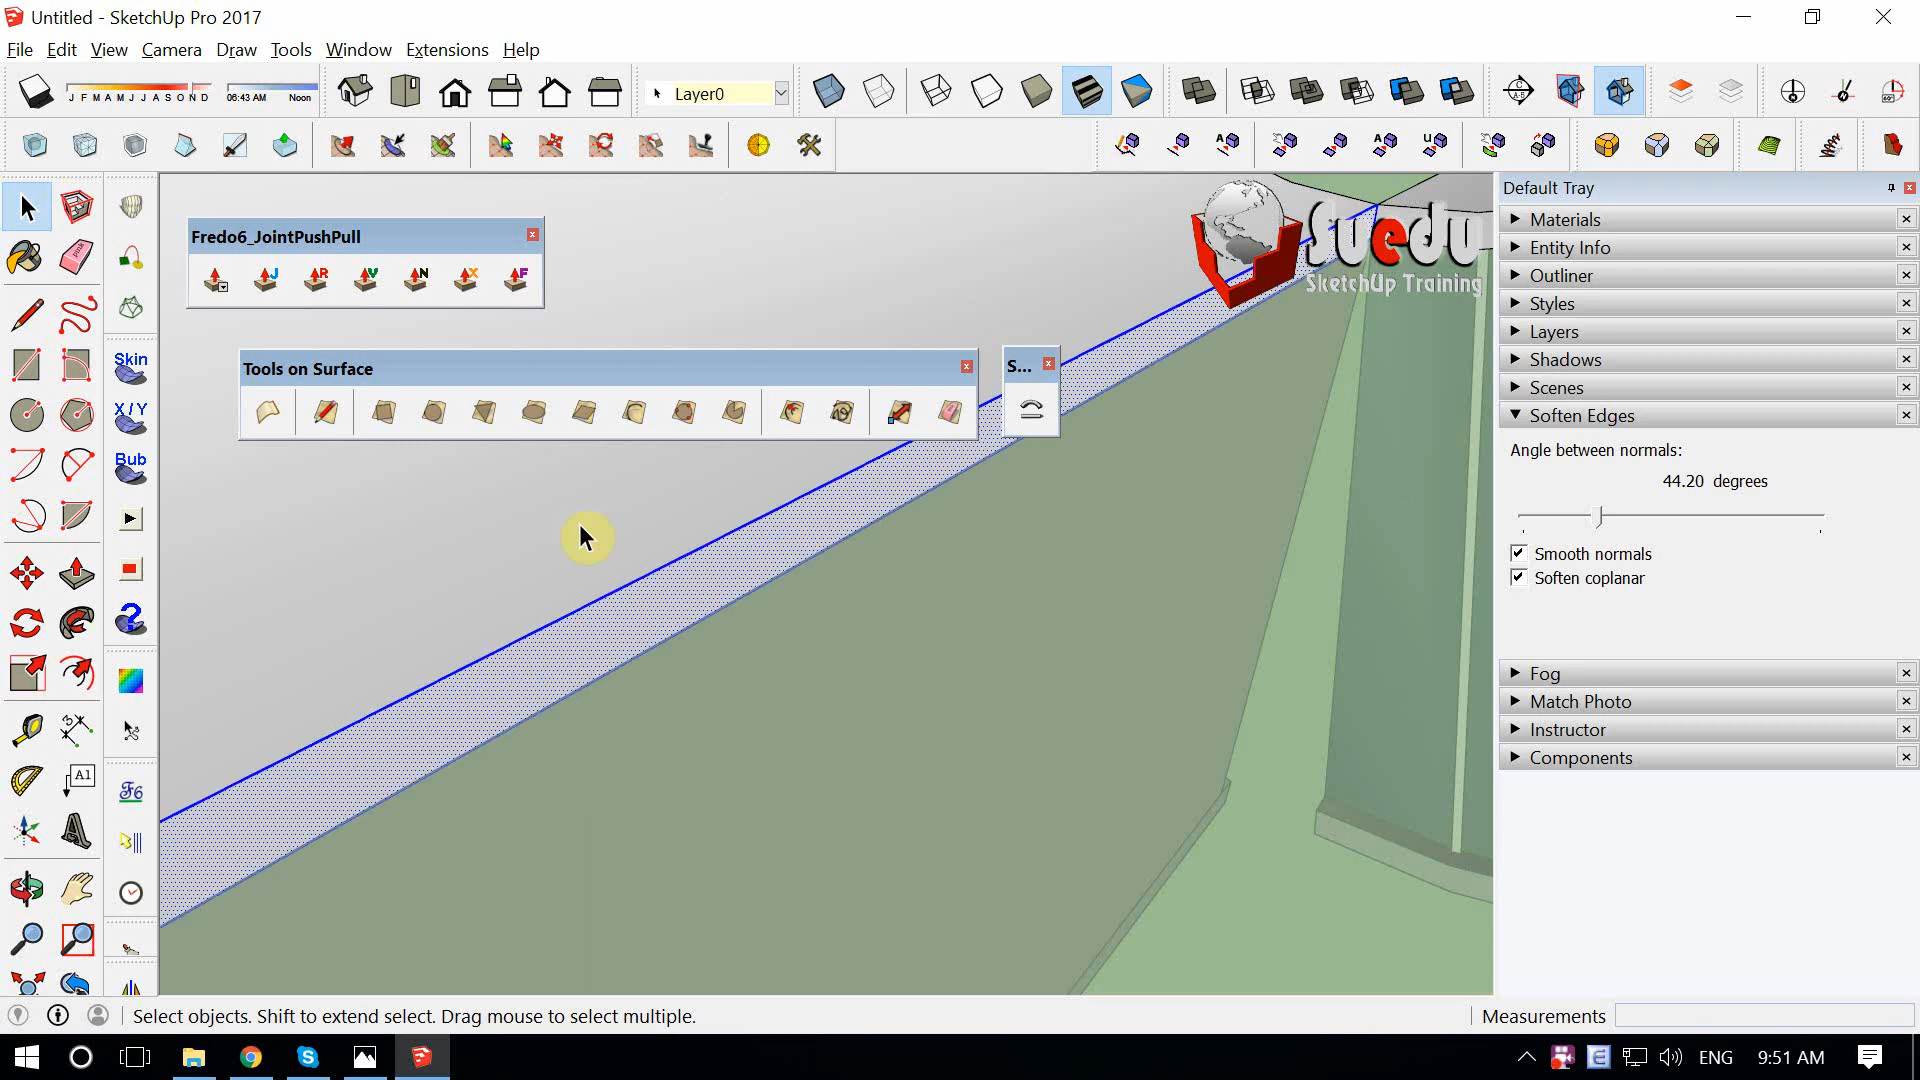 Untitled - SketchUp Pro 2017
File Edit View Camera Draw Tools Window Extensions Help
J F M A M J J A S O N D
06:43 AM Noon
Layer0
Default Tray
Materials
Entity Info
Outliner
Styles
Layers
Shadows
Scenes
Soften Edges
Angle between normals:
44.20 degrees
Smooth normals
Soften coplanar
Fog
Match Photo
Instructor
Components
Fredo6_JointPushPull
J R V N X F
Tools on Surface
S...
Suedu
SketchUp Training
Skin
X/Y
Bub
A1
F6
Select objects. Shift to extend select. Drag mouse to select multiple.
Measurements
ENG
9:51 AM